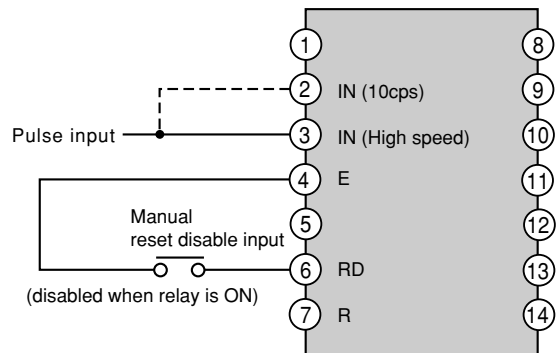 1
8
2 IN (10cps)
9
Pulse input
3 IN (High speed)
10
4 E
11
Manual
reset disable input
5
12
6 RD
13
(disabled when relay is ON)
7 R
14